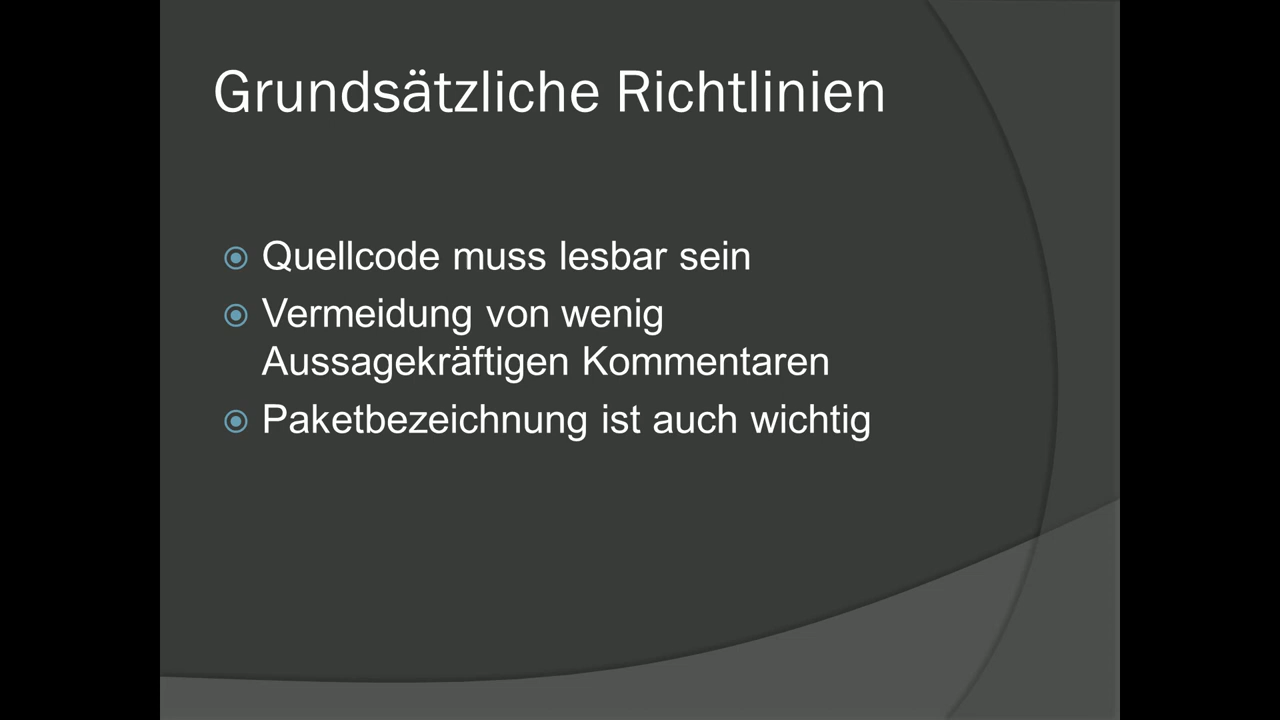 Grundsätzliche Richtlinien
Quellcode muss lesbar sein
Vermeidung von wenig
Aussagekräftigen Kommentaren
Paketbezeichnung ist auch wichtig